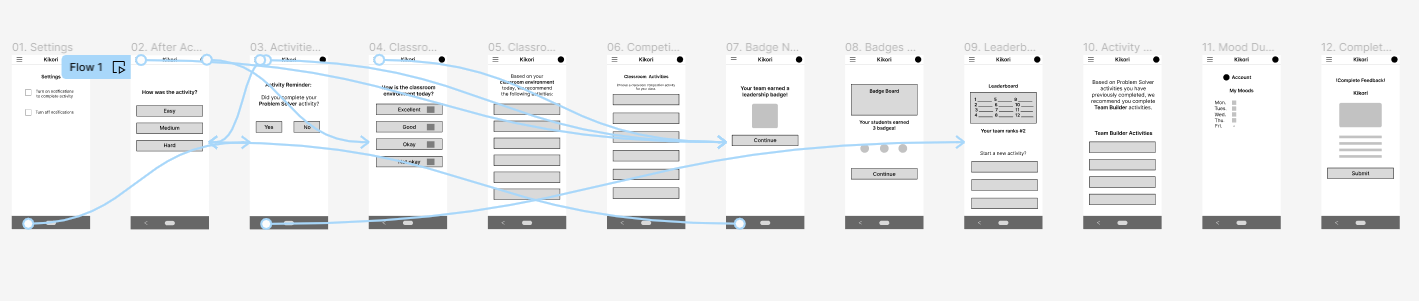 01. Settings
02. After Ac...
03. Activitie...
04. Classro...
05. Classro...
06. Competi...
07. Badge N...
08. Badges ...
09. Leaderb...
10. Activity ...
11. Mood Du...
12. Complet...
Flow 1
Kikori
Settings
Turn on notifications
to complete activity
Turn off notifications
Kikori
How was the activity?
Easy
Medium
Hard
Kikori
Activity Reminder:
Did you complete your
Problem Solver activity?
Yes
No
Kikori
How is the classroom
environment today?
Excellent
Good
Okay
Not okay
Kikori
Based on your
classroom environment
today, we recommend
the following activities:
Kikori
Classroom Activities
for your class.
Kikori
Your team earned a
leadership badge!
Continue
Kikori
Badge Board
Your students earned
3 badges!
Continue
Kikori
Leaderboard
1. 5. 9.
2. 6. 10.
3. 7. 11.
4. 8. 12.
Your team ranks #2
Start a new activity?
Kikori
Based on Problem Solver
activities you have
previously completed, we
recommend you complete
Team Builder activities.
Team Builder Activities
Kikori
Account
My Moods
Mon.
Tues.
Wed.
Thu.
Fri.
Kikori
!Complete Feedback!
Kikori!
Submit